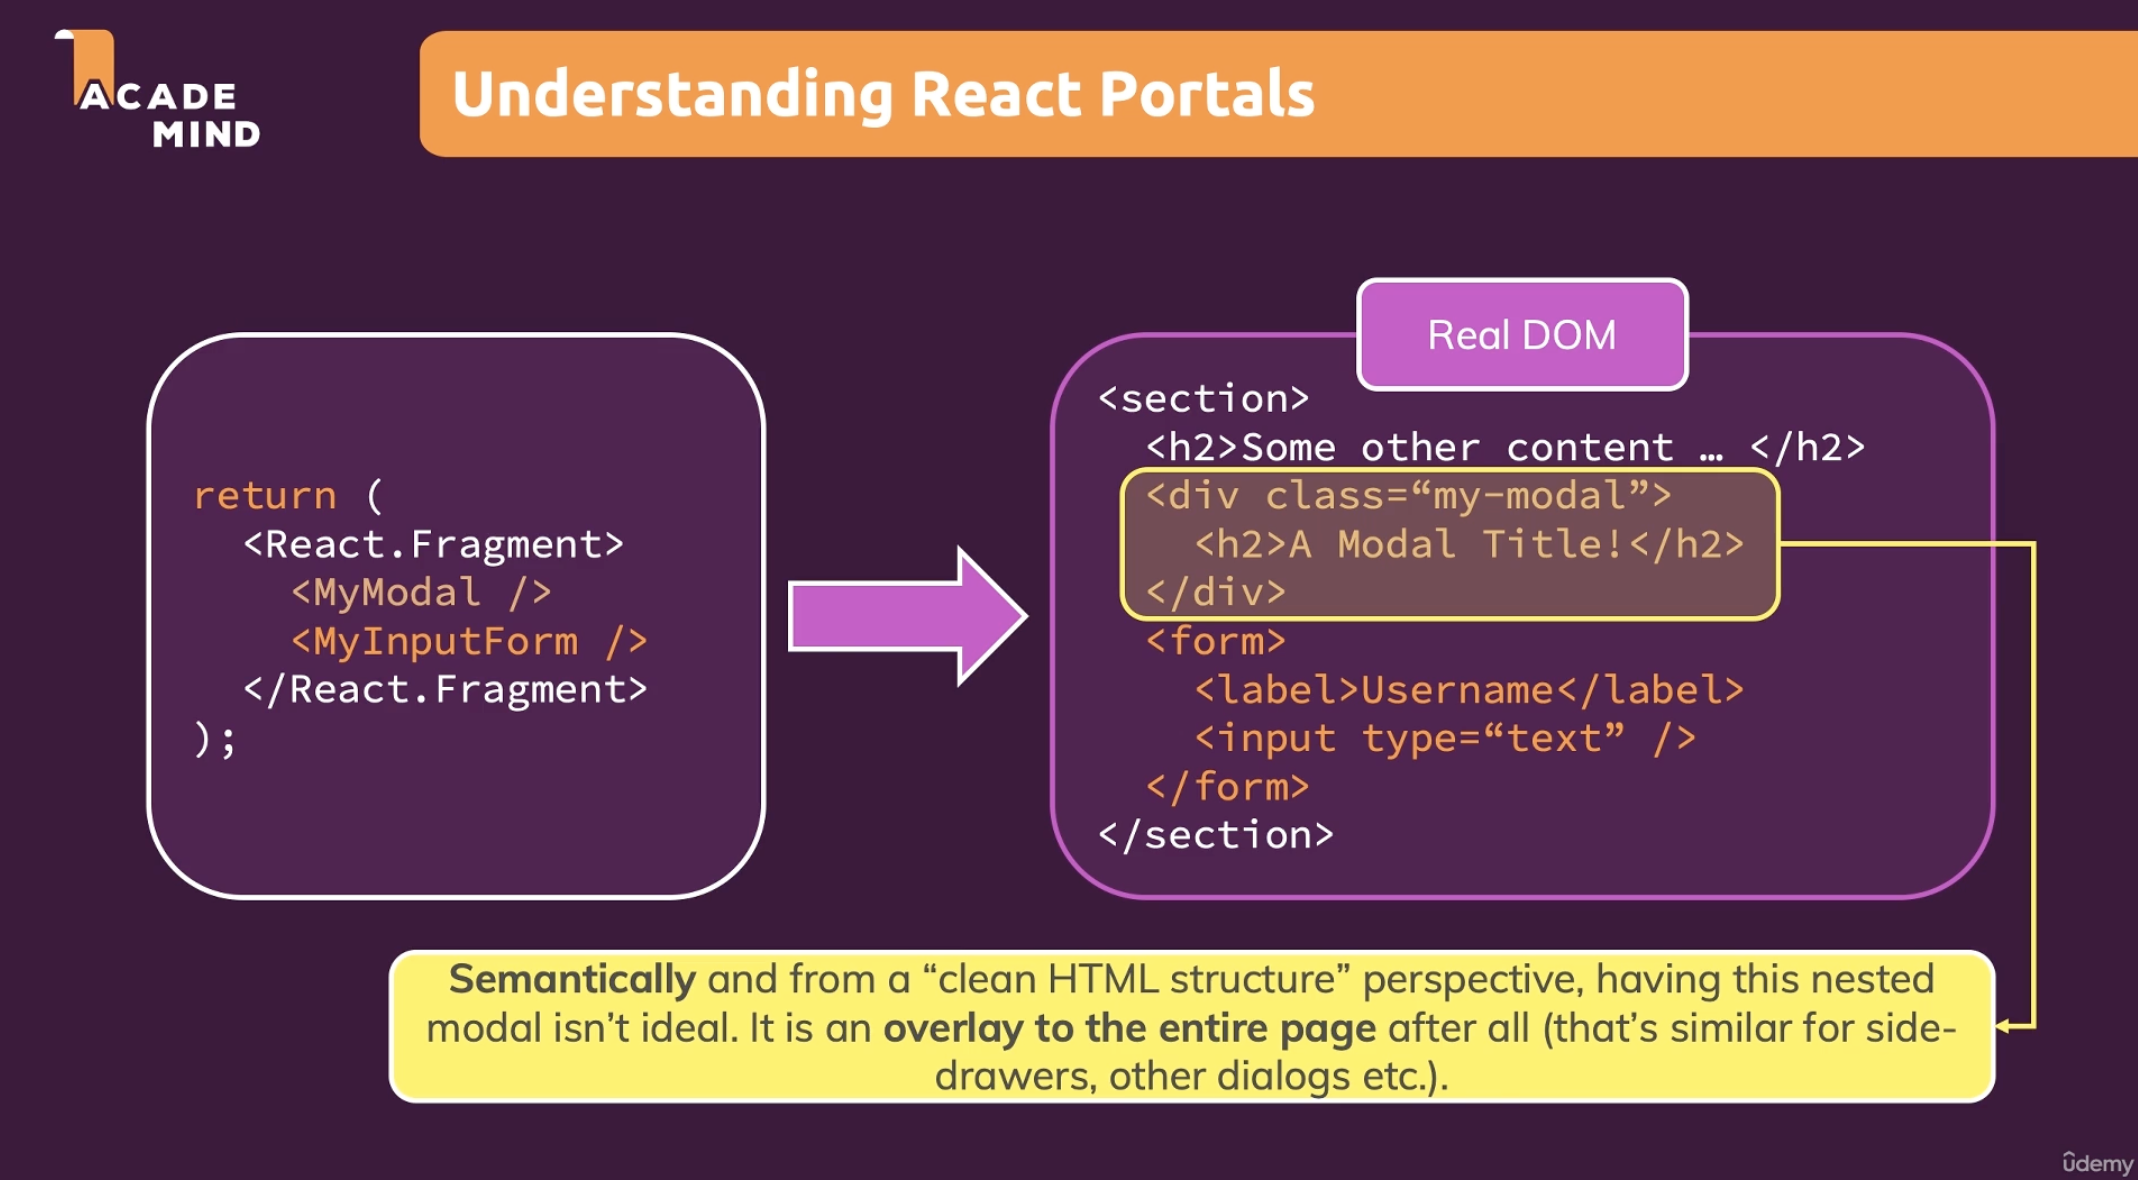 ACADE
MIND
Understanding React Portals
return (
<React.Fragment>
<MyModal />
<MyInputForm />
</React.Fragment>
);
Real DOM
<section>
<h2>Some other content … </h2>
<div class=“my-modal”>
<h2>A Modal Title!</h2>
</div>
<form>
<label>Username</label>
<input type=“text” />
</form>
</section>
Semantically and from a “clean HTML structure” perspective, having this nested
modal isn’t ideal. It is an overlay to the entire page after all (that’s similar for side-
drawers, other dialogs etc.).
ûdemy